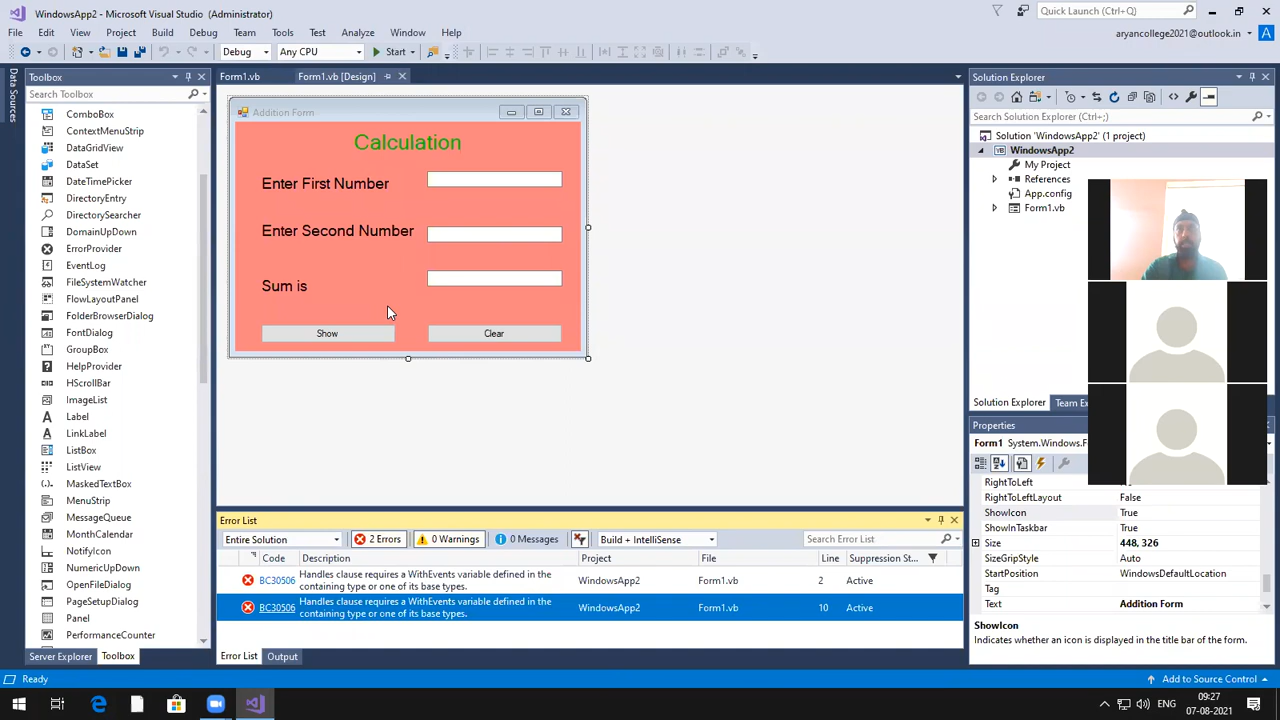 WindowsApp2 - Microsoft Visual Studio (Administrator)
Quick Launch (Ctrl+Q)
File Edit View Project Build Debug Team Tools Test Analyze Window Help
aryancollege2021@outlook.in
A
Debug Any CPU Start
Data Sources
Toolbox
Search Toolbox
ComboBox
ContextMenuStrip
DataGridView
DataSet
DateTimePicker
DirectoryEntry
DirectorySearcher
DomainUpDown
ErrorProvider
EventLog
FileSystemWatcher
FlowLayoutPanel
FolderBrowserDialog
FontDialog
GroupBox
HelpProvider
HScrollBar
ImageList
Label
LinkLabel
ListBox
ListView
MaskedTextBox
MenuStrip
MessageQueue
MonthCalendar
NotifyIcon
NumericUpDown
OpenFileDialog
PageSetupDialog
Panel
PerformanceCounter
Server Explorer Toolbox
Form1.vb Form1.vb [Design]
Addition Form
Calculation
Enter First Number
Enter Second Number
Sum is
Show Clear
Error List
Entire Solution 2 Errors 0 Warnings 0 Messages Build + IntelliSense Search Error List
Code Description Project File Line Suppression St...
BC30506 Handles clause requires a WithEvents variable defined in the containing type or one of its base types. WindowsApp2 Form1.vb 2 Active
BC30506 Handles clause requires a WithEvents variable defined in the containing type or one of its base types. WindowsApp2 Form1.vb 10 Active
Error List Output
Solution Explorer
Search Solution Explorer (Ctrl+;)
Solution 'WindowsApp2' (1 project)
VB WindowsApp2
My Project
References
App.config
Form1.vb
Solution Explorer Team Ex
Properties
Form1 System.Windows.F
RightToLeft
RightToLeftLayout False
ShowIcon True
ShowInTaskbar True
Size 448, 326
SizeGripStyle Auto
StartPosition WindowsDefaultLocation
Tag
Text Addition Form
ShowIcon
Indicates whether an icon is displayed in the title bar of the form.
Ready
Add to Source Control
ENG
09:27
07-08-2021